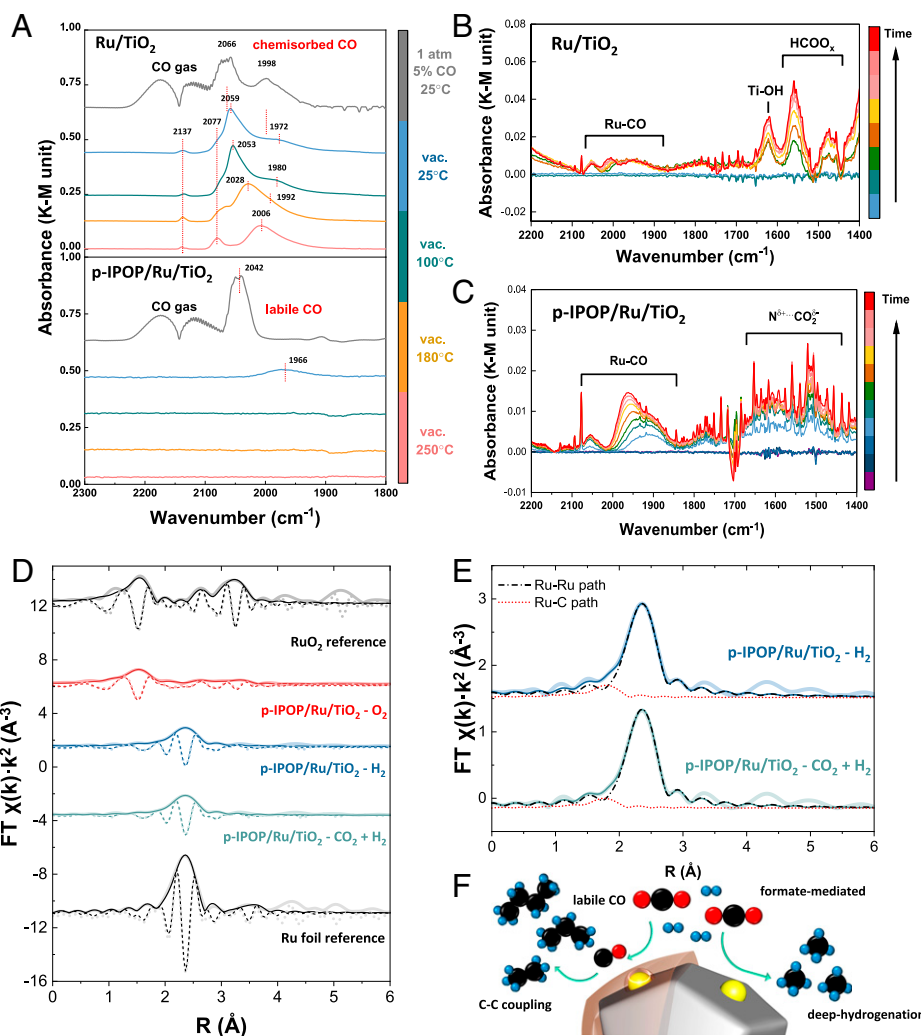 A
Ru/TiO2
2066
chemisorbed CO
CO gas
1998
2059
2137
2077
1972
2053
2028
1980
1992
2006
p-IPOP/Ru/TiO2
2042
CO gas
labile CO
1966
Absorbance (K-M unit)
1.00
0.75
0.50
0.25
0.00
0.75
0.50
0.25
0.00
2300 2200 2100 2000 1900 1800
Wavenumber (cm-1)
1 atm
5% CO
25°C
vac.
25°C
vac.
100°C
vac.
180°C
vac.
250°C
B
Ru/TiO2
HCOOx
Ti-OH
Ru-CO
Time
Absorbance (K-M unit)
0.08
0.06
0.04
0.02
0.00
-0.02
2200 2100 2000 1900 1800 1700 1600 1500 1400
Wavenumber (cm-1)
C
p-IPOP/Ru/TiO2
Nδ+...CO2δ-
Ru-CO
Time
Absorbance (K-M unit)
0.04
0.03
0.02
0.01
0.00
-0.01
2200 2100 2000 1900 1800 1700 1600 1500 1400
Wavenumber (cm-1)
D
FT χ(k)·k2 (Å-3)
12
8
4
0
-4
-8
-12
-16
RuO2 reference
p-IPOP/Ru/TiO2 - O2
p-IPOP/Ru/TiO2 - H2
p-IPOP/Ru/TiO2 - CO2 + H2
Ru foil reference
0 1 2 3 4 5 6
R (Å)
E
Ru-Ru path
Ru-C path
p-IPOP/Ru/TiO2 - H2
p-IPOP/Ru/TiO2 - CO2 + H2
FT χ(k)·k2 (Å-3)
3
2
1
0
0 1 2 3 4 5 6
R (Å)
F
labile CO
formate-mediated
C-C coupling
deep-hydrogenation